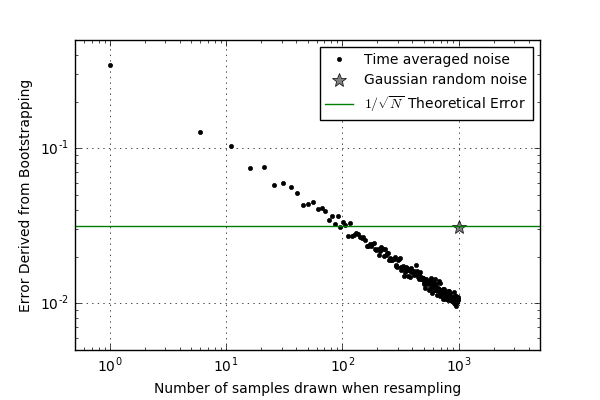 Time averaged noise
Gaussian random noise
1/√N Theoretical Error
Error Derived from Bootstrapping
10⁻¹
10⁻²
10⁰ 10¹ 10² 10³
Number of samples drawn when resampling